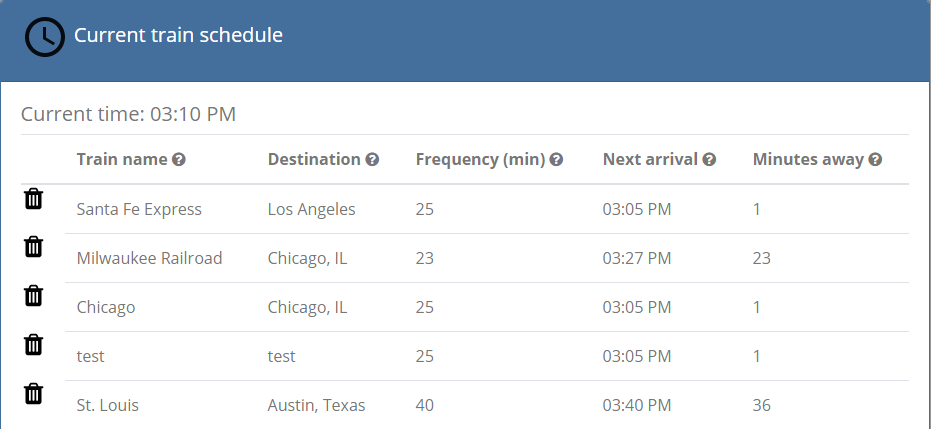 Current train schedule
Current time: 03:10 PM
Train name ? Destination ? Frequency (min) ? Next arrival ? Minutes away ?
Santa Fe Express Los Angeles 25 03:05 PM 1
Milwaukee Railroad Chicago, IL 23 03:27 PM 23
Chicago Chicago, IL 25 03:05 PM 1
test test 25 03:05 PM 1
St. Louis Austin, Texas 40 03:40 PM 36